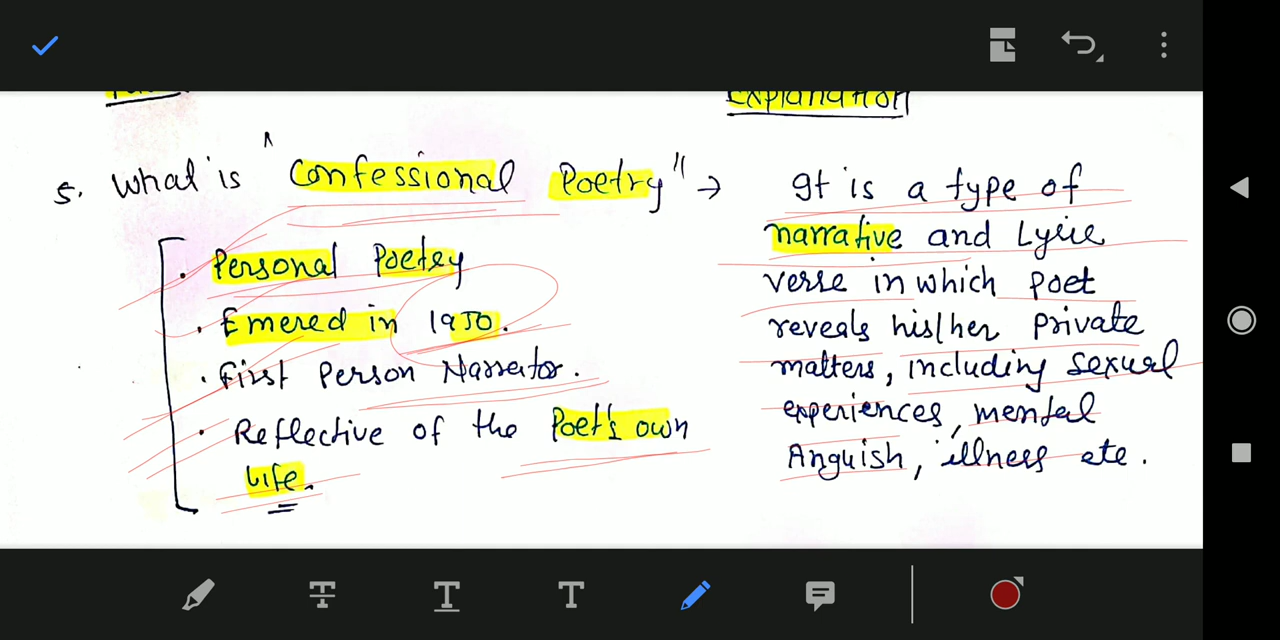 Explanation
5. What is "Confessional Poetry" →
• Personal Poetry
• Emered in 1950.
• First Person Narrator.
• Reflective of the Poet's own
Life.
It is a type of
narrative and Lyric
verse in which poet
reveals his/her private
matters, including sexual
experiences, mental
Anguish, illness etc.